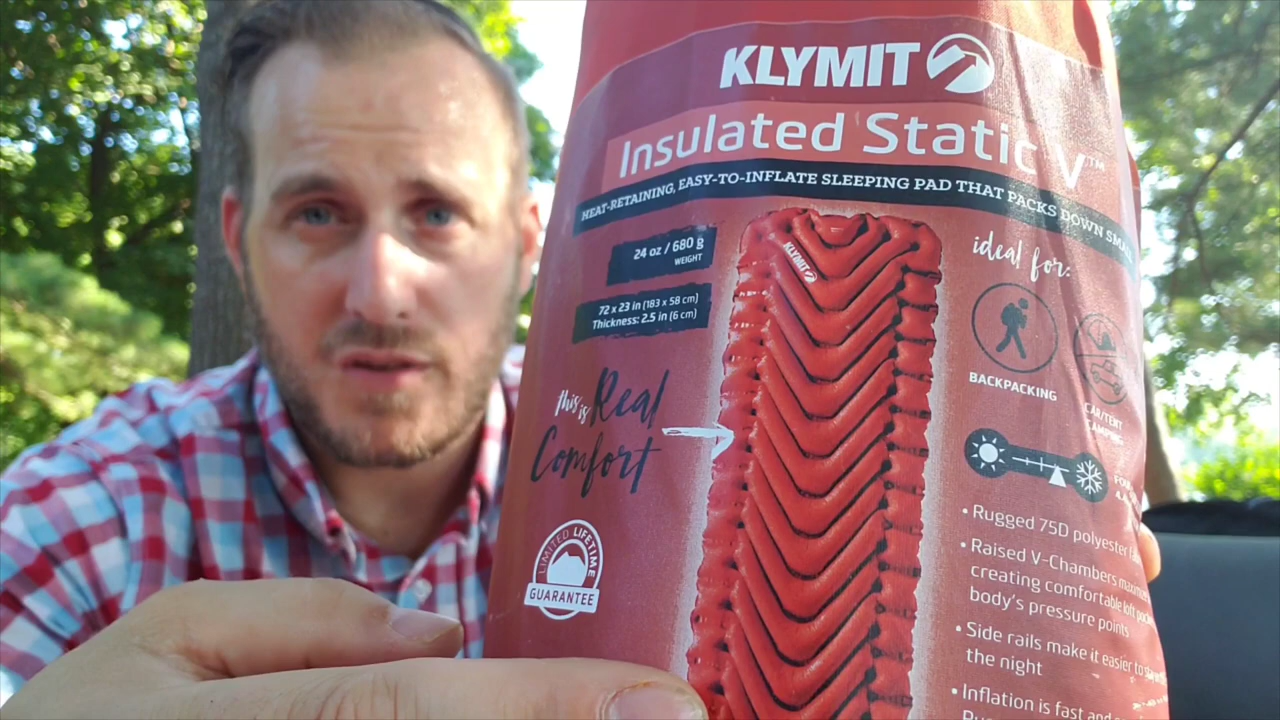 KLYMIT
Insulated Static V™
HEAT-RETAINING, EASY-TO-INFLATE SLEEPING PAD THAT PACKS DOWN SMALL
24 oz / 680 g
WEIGHT
72 x 23 in (183 x 58 cm)
Thickness: 2.5 in (6 cm)
This is Real
Comfort
LIMITED LIFETIME
GUARANTEE
KLYMIT
ideal for:
BACKPACKING
CAR/TENT
CAMPING
• Rugged 75D polyester
• Raised V-Chambers
creating comfortable loft
body's pressure points
• Side rails make it easier to
the night
• Inflation is fast and